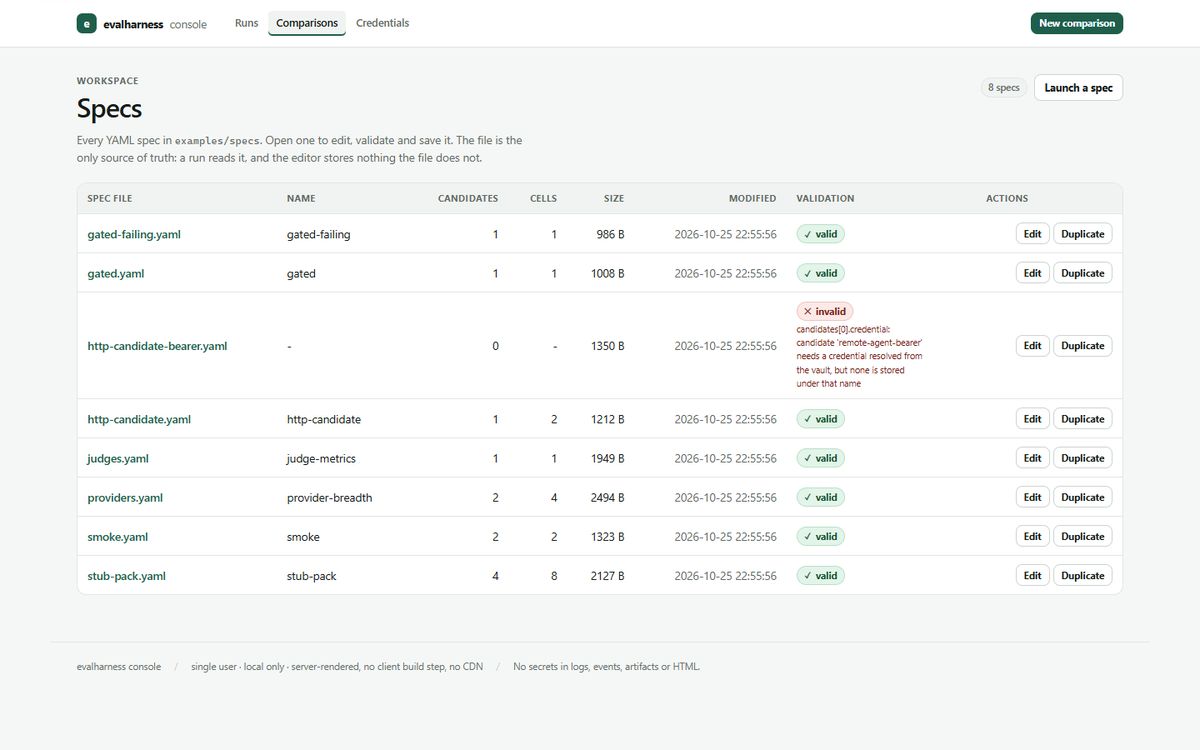 e evalharness console Runs Comparisons Credentials New comparison
WORKSPACE
Specs
8 specs Launch a spec
Every YAML spec in examples/specs. Open one to edit, validate and save it. The file is the
only source of truth: a run reads it, and the editor stores nothing the file does not.
SPEC FILE NAME CANDIDATES CELLS SIZE MODIFIED VALIDATION ACTIONS
gated-failing.yaml gated-failing 1 1 986 B 2026-10-25 22:55:56 ✓ valid Edit Duplicate
gated.yaml gated 1 1 1008 B 2026-10-25 22:55:56 ✓ valid Edit Duplicate
http-candidate-bearer.yaml - 0 - 1350 B 2026-10-25 22:55:56 ✕ invalid Edit Duplicate
candidates[0].credential:
candidate 'remote-agent-bearer'
needs a credential resolved from
the vault, but none is stored
under that name
http-candidate.yaml http-candidate 1 2 1212 B 2026-10-25 22:55:56 ✓ valid Edit Duplicate
judges.yaml judge-metrics 1 1 1949 B 2026-10-25 22:55:56 ✓ valid Edit Duplicate
providers.yaml provider-breadth 2 4 2494 B 2026-10-25 22:55:56 ✓ valid Edit Duplicate
smoke.yaml smoke 2 2 1323 B 2026-10-25 22:55:56 ✓ valid Edit Duplicate
stub-pack.yaml stub-pack 4 8 2127 B 2026-10-25 22:55:56 ✓ valid Edit Duplicate
evalharness console / single user · local only · server-rendered, no client build step, no CDN / No secrets in logs, events, artifacts or HTML.